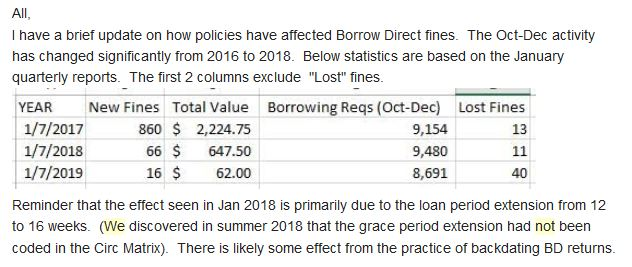 All,
I have a brief update on how policies have affected Borrow Direct fines.  The Oct-Dec activity
has changed significantly from 2016 to 2018.  Below statistics are based on the January
quarterly reports.  The first 2 columns exclude  "Lost" fines.
YEAR New Fines Total Value Borrowing Reqs (Oct-Dec) Lost Fines
1/7/2017 860 $ 2,224.75 9,154 13
1/7/2018 66 $ 647.50 9,480 11
1/7/2019 16 $ 62.00 8,691 40
Reminder that the effect seen in Jan 2018 is primarily due to the loan period extension from 12
to 16 weeks.  (We discovered in summer 2018 that the grace period extension had not been
coded in the Circ Matrix).  There is likely some effect from the practice of backdating BD returns.